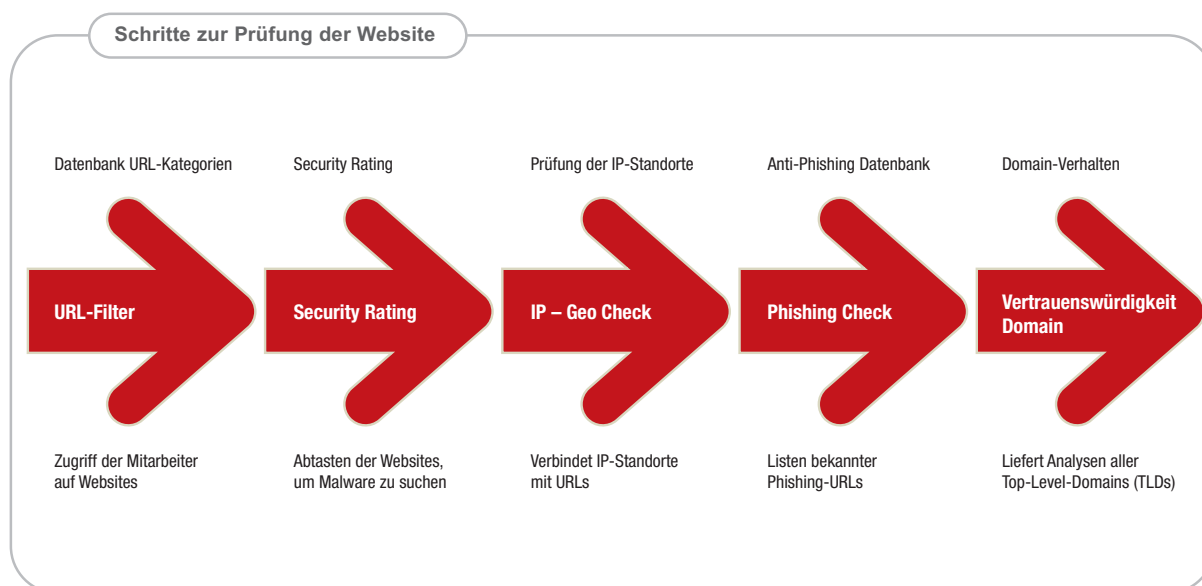 Schritte zur Prüfung der Website
Datenbank URL-Kategorien
URL-Filter
Zugriff der Mitarbeiter
auf Websites
Security Rating
Security Rating
Abtasten der Websites,
um Malware zu suchen
Prüfung der IP-Standorte
IP – Geo Check
Verbindet IP-Standorte
mit URLs
Anti-Phishing Datenbank
Phishing Check
Listen bekannter
Phishing-URLs
Domain-Verhalten
Vertrauenswürdigkeit
Domain
Liefert Analysen aller
Top-Level-Domains (TLDs)